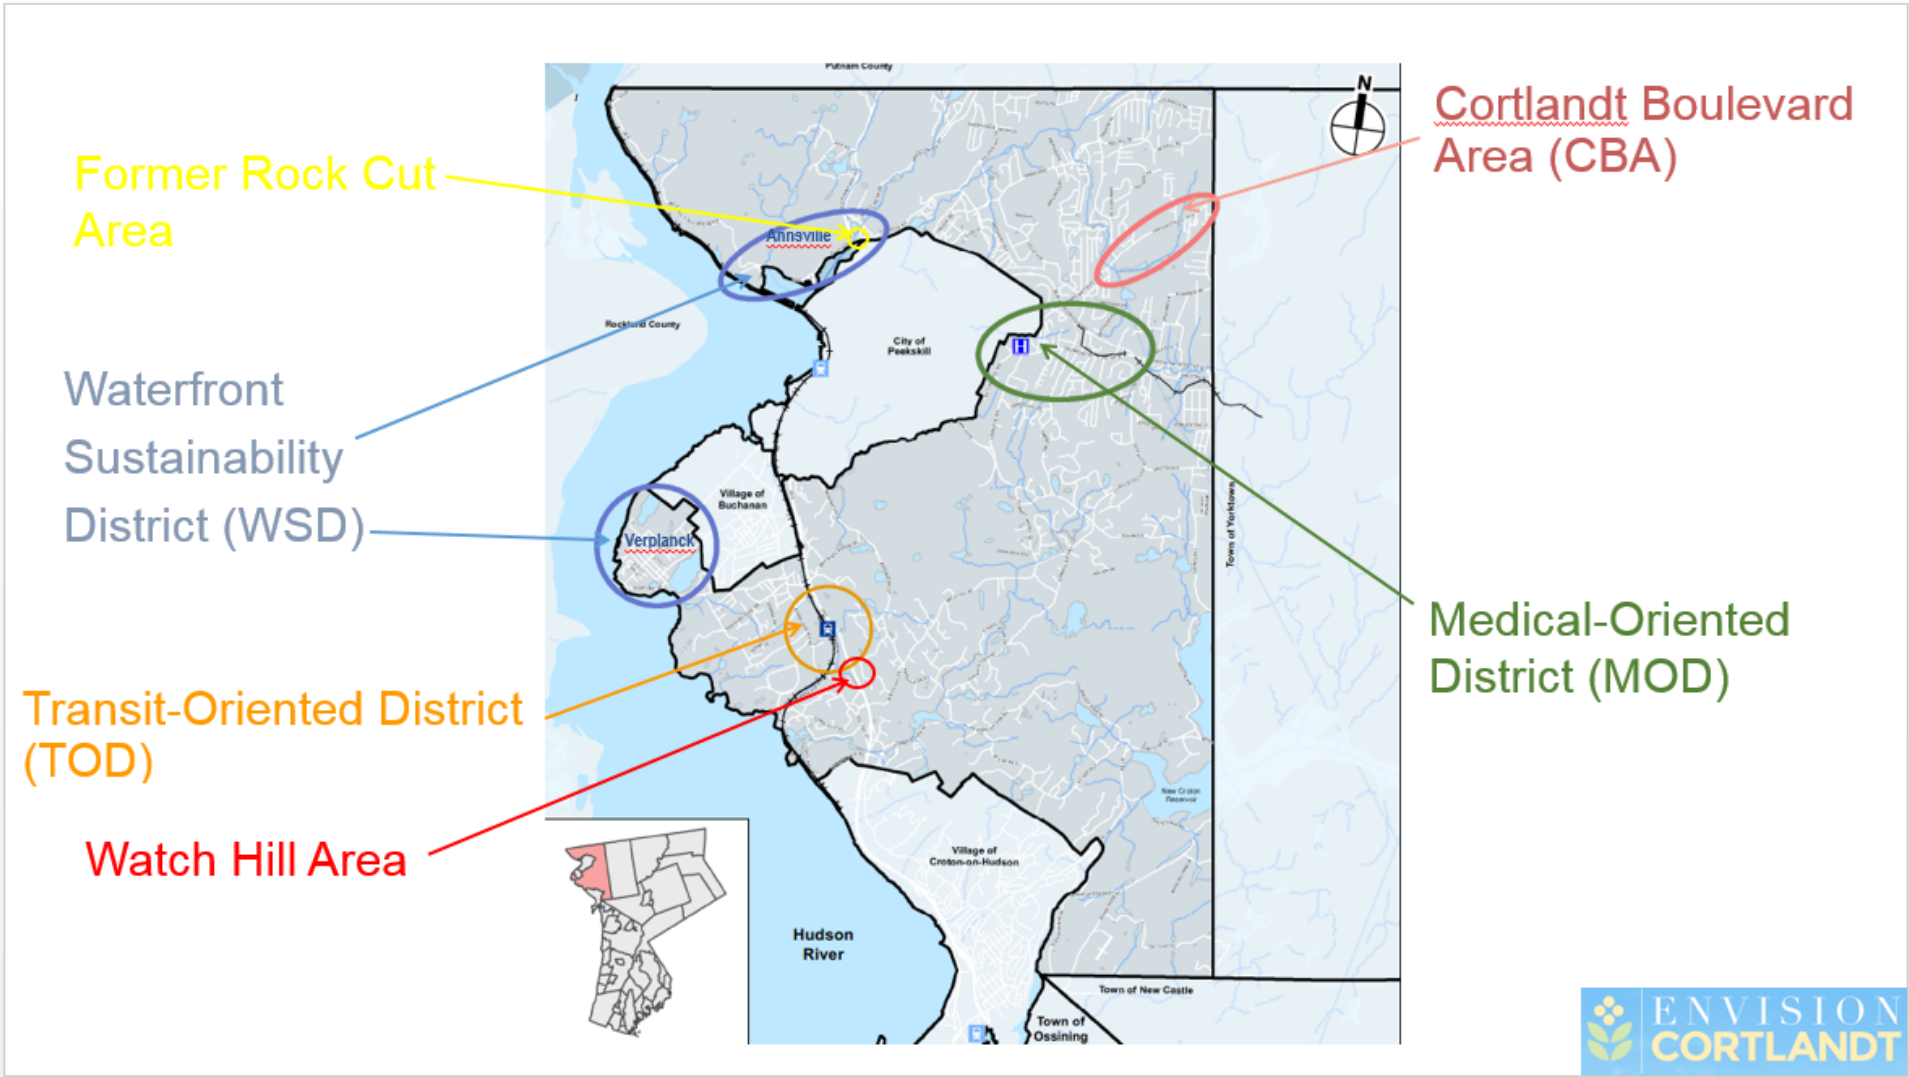 Putnam County
N
Cortlandt Boulevard
Area (CBA)
Former Rock Cut
Area
Annsville
Rockland County
City of
Peekskill
Waterfront
Sustainability
District (WSD)
Village of
Buchanan
Verplanck
Town of Yorktown
H
Medical-Oriented
District (MOD)
Transit-Oriented District
(TOD)
Watch Hill Area
New Croton
Reservoir
Village of
Croton-on-Hudson
Hudson
River
Town of New Castle
Town of
Ossining
ENVISION
CORTLANDT